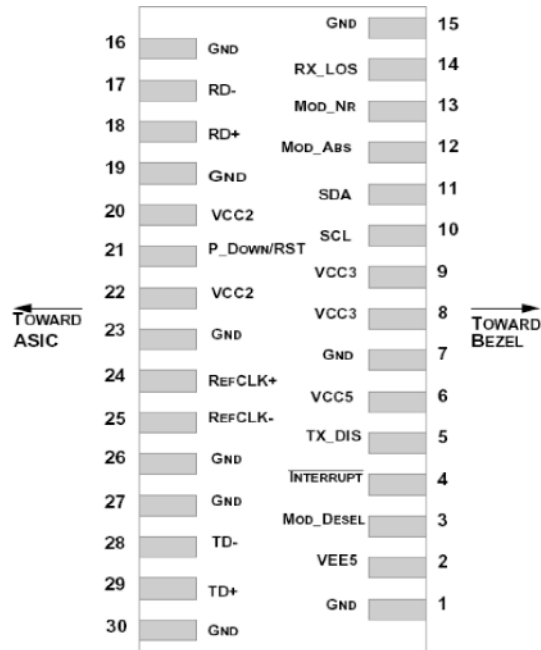 GND 15
16 GND
RX_LOS 14
17 RD-
MOD_NR 13
18 RD+
MOD_ABS 12
19 GND
SDA 11
20 VCC2
SCL 10
21 P_DOWN/RST
VCC3 9
22 VCC2
VCC3 8
TOWARD
ASIC
TOWARD
BEZEL
23 GND
GND 7
24 REFCLK+
VCC5 6
25 REFCLK-
TX_DIS 5
26 GND
INTERRUPT 4
27 GND
MOD_DESEL 3
28 TD-
VEE5 2
29 TD+
GND 1
30 GND